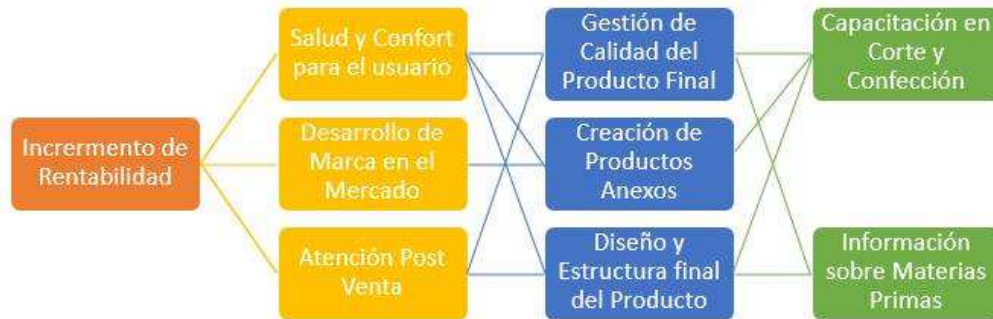 Incrermento de
Rentabilidad
Salud y Confort
para el usuario
Desarrollo de
Marca en el
Mercado
Atención Post
Venta
Gestión de
Calidad del
Producto Final
Creación de
Productos
Anexos
Diseño y
Estructura final
del Producto
Capacitación en
Corte y
Confección
Información
sobre Materias
Primas